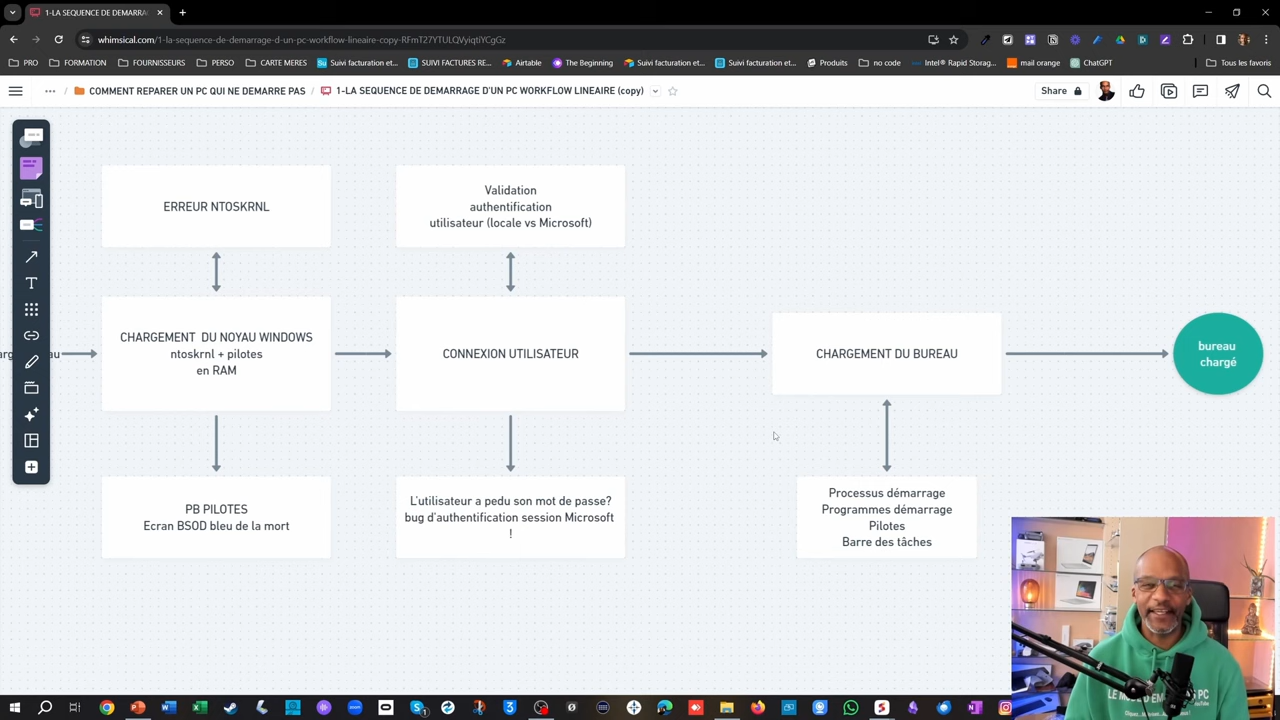 1-LA SEQUENCE DE DEMARRA
whimsical.com/1-la-sequence-de-demarrage-d-un-pc-workflow-lineaire-copy-RFmT27YTULQVyiqtiYCgGz
PRO
FORMATION
FOURNISSEURS
PERSO
CARTE MERES
Suivi facturation et...
SUIVI FACTURES RE...
Airtable
The Beginning
Suivi facturation et...
Suivi facturation et...
Produits
no code
Intel® Rapid Storag...
mail orange
ChatGPT
Tous les favoris
... / COMMENT REPARER UN PC QUI NE DEMARRE PAS / 1-LA SEQUENCE DE DEMARRAGE D'UN PC WORKFLOW LINEAIRE (copy)
Share
ERREUR NTOSKRNL
Validation
authentification
utilisateur (locale vs Microsoft)
CHARGEMENT DU NOYAU WINDOWS
ntoskrnl + pilotes
en RAM
CONNEXION UTILISATEUR
CHARGEMENT DU BUREAU
bureau
chargé
PB PILOTES
Ecran BSOD bleu de la mort
L'utilisateur a pedu son mot de passe?
bug d'authentification session Microsoft
!
Processus démarrage
Programmes démarrage
Pilotes
Barre des tâches